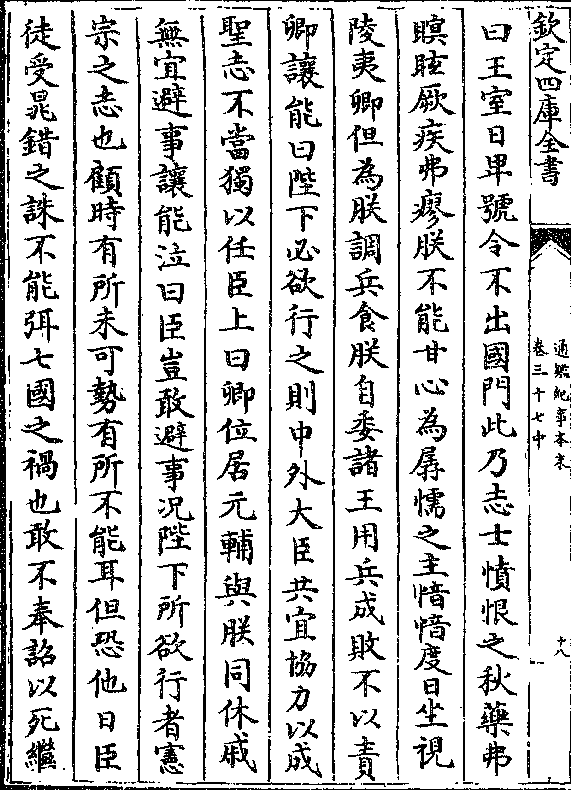 欽定四庫全書
通鑑紀事本末
卷三十七中
十八
曰王室日卑號令不出國門此乃志士憤恨之秋藥弗
瞑眩厥疾弗瘳朕不能甘心為孱懦之主愔愔度日坐視
陵夷卿但為朕調兵食朕自委諸王用兵成敗不以責
卿讓能曰陛下必欲行之則中外大臣共宜協力以成
聖志不當獨以任臣上曰卿位居元輔與朕同休戚
無宜避事讓能泣曰臣豈敢避事況陛下所欲行者憲
宗之志也顧時有所未可勢有所不能耳但恐他日臣
徒受鼂錯之誅不能弭七國之禍也敢不奉詔以死繼